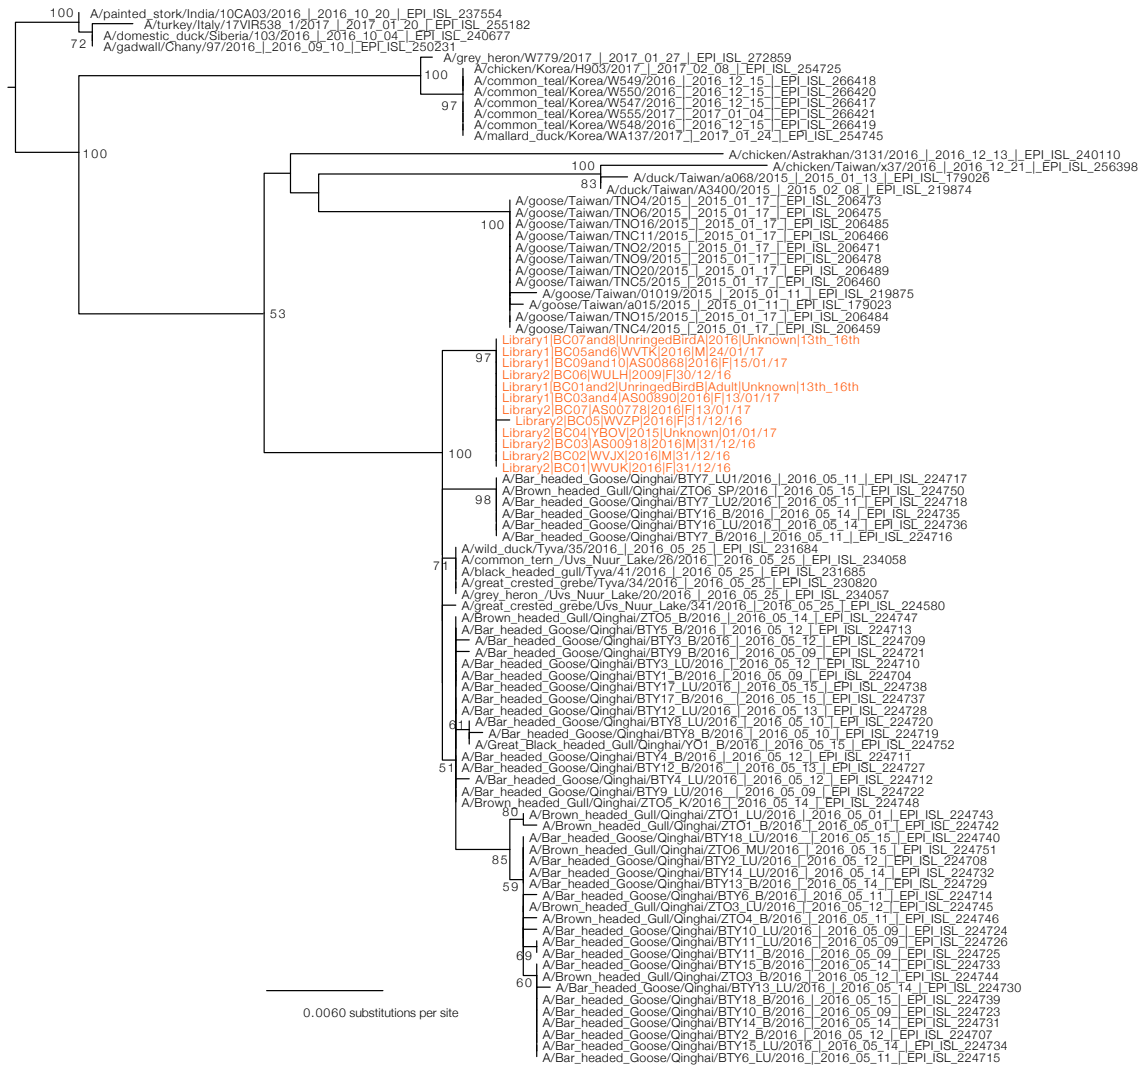 100
A/painted_stork/India/10CA03/2016_|_2016_10_20_|_EPI_ISL_237554
A/turkey/Italy/17VIR538_1/2017_|_2017_01_20_|_EPI_ISL_255182
A/domestic_duck/Siberia/103/2016_|_2016_10_04_|_EPI_ISL_240677
72
A/gadwall/Chany/97/2016_|_2016_09_10_|_EPI_ISL_250231
A/grey_heron/W779/2017_|_2017_01_27_|_EPI_ISL_272859
A/chicken/Korea/H903/2017_|_2017_02_08_|_EPI_ISL_254725
100
A/common_teal/Korea/W549/2016_|_2016_12_15_|_EPI_ISL_266418
A/common_teal/Korea/W550/2016_|_2016_12_15_|_EPI_ISL_266420
A/common_teal/Korea/W547/2016_|_2016_12_15_|_EPI_ISL_266417
97
A/common_teal/Korea/W555/2017_|_2017_01_04_|_EPI_ISL_266421
A/common_teal/Korea/W548/2016_|_2016_12_15_|_EPI_ISL_266419
A/mallard_duck/Korea/WA137/2017_|_2017_01_24_|_EPI_ISL_254745
100
A/chicken/Astrakhan/3131/2016_|_2016_12_13_|_EPI_ISL_240110
100
A/chicken/Taiwan/x37/2016_|_2016_12_21_|_EPI_ISL_256398
A/duck/Taiwan/a068/2015_|_2015_01_13_|_EPI_ISL_179026
83
A/duck/Taiwan/A3400/2015_|_2015_02_08_|_EPI_ISL_219874
A/goose/Taiwan/TNO4/2015_|_2015_01_17_|_EPI_ISL_206473
A/goose/Taiwan/TNO6/2015_|_2015_01_17_|_EPI_ISL_206475
100
A/goose/Taiwan/TNO16/2015_|_2015_01_17_|_EPI_ISL_206485
A/goose/Taiwan/TNC11/2015_|_2015_01_17_|_EPI_ISL_206466
A/goose/Taiwan/TNO2/2015_|_2015_01_17_|_EPI_ISL_206471
A/goose/Taiwan/TNO9/2015_|_2015_01_17_|_EPI_ISL_206478
A/goose/Taiwan/TNO20/2015_|_2015_01_17_|_EPI_ISL_206489
A/goose/Taiwan/TNC5/2015_|_2015_01_17_|_EPI_ISL_206460
A/goose/Taiwan/01019/2015_|_2015_01_11_|_EPI_ISL_219875
A/goose/Taiwan/a015/2015_|_2015_01_11_|_EPI_ISL_179023
53
A/goose/Taiwan/TNO15/2015_|_2015_01_17_|_EPI_ISL_206484
A/goose/Taiwan/TNC4/2015_|_2015_01_17_|_EPI_ISL_206459
Library1|BC07and8|UnringedBirdA|2016|Unknown|13th_16th
97
Library1|BC05and6|WVTK|2016|M|24/01/17
Library1|BC09and10|AS00868|2016|F|15/01/17
Library2|BC06|WULH|2009|F|30/12/16
Library1|BC01and2|UnringedBirdB|Adult|Unknown|13th_16th
Library1|BC03and4|AS00890|2016|F|13/01/17
Library2|BC07|AS00778|2016|F|13/01/17
Library2|BC05|WVZP|2016|F|31/12/16
Library2|BC04|YBOV|2015|Unknown|01/01/17
Library2|BC03|AS00918|2016|M|31/12/16
100
Library2|BC02|WVJX|2016|M|31/12/16
Library2|BC01|WVUK|2016|F|31/12/16
A/Bar_headed_Goose/Qinghai/BTY7_LU1/2016_|_2016_05_11_|_EPI_ISL_224717
A/Brown_headed_Gull/Qinghai/ZTO6_SP/2016_|_2016_05_15_|_EPI_ISL_224750
98
A/Bar_headed_Goose/Qinghai/BTY7_LU2/2016_|_2016_05_11_|_EPI_ISL_224718
A/Bar_headed_Goose/Qinghai/BTY16_B/2016_|_2016_05_14_|_EPI_ISL_224735
A/Bar_headed_Goose/Qinghai/BTY16_LU/2016_|_2016_05_14_|_EPI_ISL_224736
A/Bar_headed_Goose/Qinghai/BTY7_B/2016_|_2016_05_11_|_EPI_ISL_224716
A/wild_duck/Tyva/35/2016_|_2016_05_25_|_EPI_ISL_231684
71
A/common_tern_/Uvs_Nuur_Lake/26/2016_|_2016_05_25_|_EPI_ISL_234058
A/black_headed_gull/Tyva/41/2016_|_2016_05_25_|_EPI_ISL_231685
A/great_crested_grebe/Tyva/34/2016_|_2016_05_25_|_EPI_ISL_230820
A/grey_heron_/Uvs_Nuur_Lake/20/2016_|_2016_05_25_|_EPI_ISL_234057
A/great_crested_grebe/Uvs_Nuur_Lake/341/2016_|_2016_05_25_|_EPI_ISL_224580
A/Brown_headed_Gull/Qinghai/ZTO5_B/2016_|_2016_05_14_|_EPI_ISL_224747
A/Bar_headed_Goose/Qinghai/BTY5_B/2016_|_2016_05_12_|_EPI_ISL_224713
A/Bar_headed_Goose/Qinghai/BTY3_B/2016_|_2016_05_12_|_EPI_ISL_224709
A/Bar_headed_Goose/Qinghai/BTY9_B/2016_|_2016_05_09_|_EPI_ISL_224721
A/Bar_headed_Goose/Qinghai/BTY3_LU/2016_|_2016_05_12_|_EPI_ISL_224710
A/Bar_headed_Goose/Qinghai/BTY1_B/2016_|_2016_05_09_|_EPI_ISL_224704
A/Bar_headed_Goose/Qinghai/BTY17_LU/2016_|_2016_05_15_|_EPI_ISL_224738
A/Bar_headed_Goose/Qinghai/BTY17_B/2016_|_2016_05_15_|_EPI_ISL_224737
A/Bar_headed_Goose/Qinghai/BTY12_LU/2016_|_2016_05_13_|_EPI_ISL_224728
61
A/Bar_headed_Goose/Qinghai/BTY8_LU/2016_|_2016_05_10_|_EPI_ISL_224720
A/Bar_headed_Goose/Qinghai/BTY8_B/2016_|_2016_05_10_|_EPI_ISL_224719
A/Great_Black_headed_Gull/Qinghai/YO1_B/2016_|_2016_05_15_|_EPI_ISL_224752
A/Bar_headed_Goose/Qinghai/BTY4_B/2016_|_2016_05_12_|_EPI_ISL_224711
51
A/Bar_headed_Goose/Qinghai/BTY12_B/2016_|_2016_05_13_|_EPI_ISL_224727
A/Bar_headed_Goose/Qinghai/BTY4_LU/2016_|_2016_05_12_|_EPI_ISL_224712
A/Bar_headed_Goose/Qinghai/BTY9_LU/2016_|_2016_05_09_|_EPI_ISL_224722
A/Brown_headed_Gull/Qinghai/ZTO5_K/2016_|_2016_05_14_|_EPI_ISL_224748
80
A/Brown_headed_Gull/Qinghai/ZTO1_LU/2016_|_2016_05_01_|_EPI_ISL_224743
A/Brown_headed_Gull/Qinghai/ZTO1_B/2016_|_2016_05_01_|_EPI_ISL_224742
A/Bar_headed_Goose/Qinghai/BTY18_LU/2016_|_2016_05_15_|_EPI_ISL_224740
A/Brown_headed_Gull/Qinghai/ZTO6_MU/2016_|_2016_05_15_|_EPI_ISL_224751
85
A/Bar_headed_Goose/Qinghai/BTY2_LU/2016_|_2016_05_12_|_EPI_ISL_224708
A/Bar_headed_Goose/Qinghai/BTY14_LU/2016_|_2016_05_14_|_EPI_ISL_224732
59
A/Bar_headed_Goose/Qinghai/BTY13_B/2016_|_2016_05_14_|_EPI_ISL_224729
A/Bar_headed_Goose/Qinghai/BTY6_B/2016_|_2016_05_11_|_EPI_ISL_224714
A/Brown_headed_Gull/Qinghai/ZTO3_LU/2016_|_2016_05_12_|_EPI_ISL_224745
A/Brown_headed_Gull/Qinghai/ZTO4_B/2016_|_2016_05_11_|_EPI_ISL_224746
A/Bar_headed_Goose/Qinghai/BTY10_LU/2016_|_2016_05_09_|_EPI_ISL_224724
A/Bar_headed_Goose/Qinghai/BTY11_LU/2016_|_2016_05_09_|_EPI_ISL_224726
69
A/Bar_headed_Goose/Qinghai/BTY11_B/2016_|_2016_05_09_|_EPI_ISL_224725
A/Bar_headed_Goose/Qinghai/BTY15_B/2016_|_2016_05_14_|_EPI_ISL_224733
A/Brown_headed_Gull/Qinghai/ZTO3_B/2016_|_2016_05_12_|_EPI_ISL_224744
60
A/Bar_headed_Goose/Qinghai/BTY13_LU/2016_|_2016_05_14_|_EPI_ISL_224730
A/Bar_headed_Goose/Qinghai/BTY18_B/2016_|_2016_05_15_|_EPI_ISL_224739
A/Bar_headed_Goose/Qinghai/BTY10_B/2016_|_2016_05_09_|_EPI_ISL_224723
A/Bar_headed_Goose/Qinghai/BTY14_B/2016_|_2016_05_14_|_EPI_ISL_224731
A/Bar_headed_Goose/Qinghai/BTY2_B/2016_|_2016_05_12_|_EPI_ISL_224707
A/Bar_headed_Goose/Qinghai/BTY15_LU/2016_|_2016_05_14_|_EPI_ISL_224734
A/Bar_headed_Goose/Qinghai/BTY6_LU/2016_|_2016_05_11_|_EPI_ISL_224715
0.0060 substitutions per site